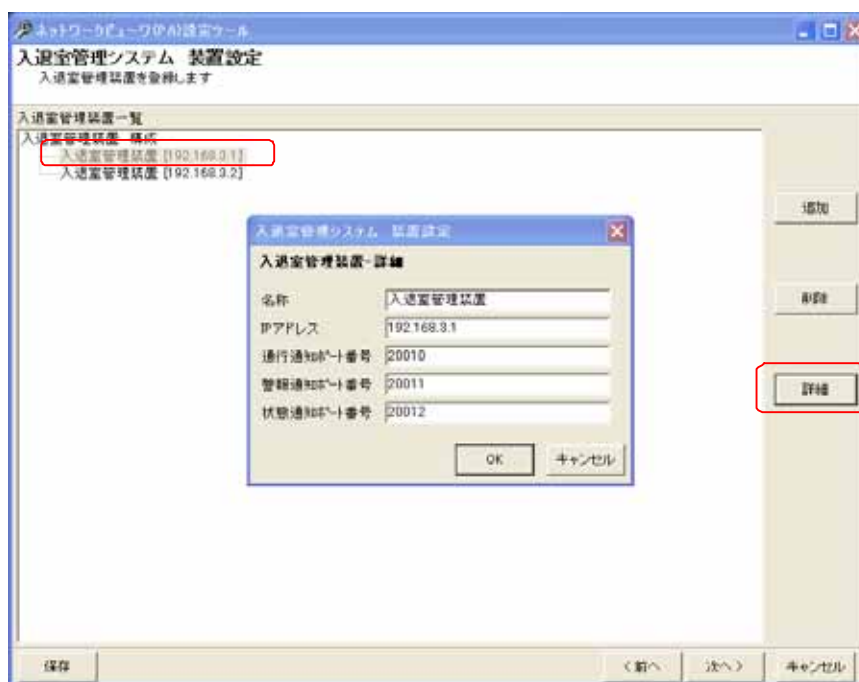 ネットワークビューワ(PA)設定ツール
入退室管理システム 装置設定
入退室管理装置を登録します
入退室管理装置一覧
入退室管理装置 構成
入退室管理装置 [192.168.3.1]
入退室管理装置 [192.168.3.2]
追加
削除
詳細
入退室管理システム 装置設定
入退室管理装置-詳細
名称 入退室管理装置
IPアドレス 192.168.3.1
通行通知ﾎﾟｰﾄ番号 20010
警報通知ﾎﾟｰﾄ番号 20011
状態通知ﾎﾟｰﾄ番号 20012
OK キャンセル
保存 <前へ 次へ> キャンセル